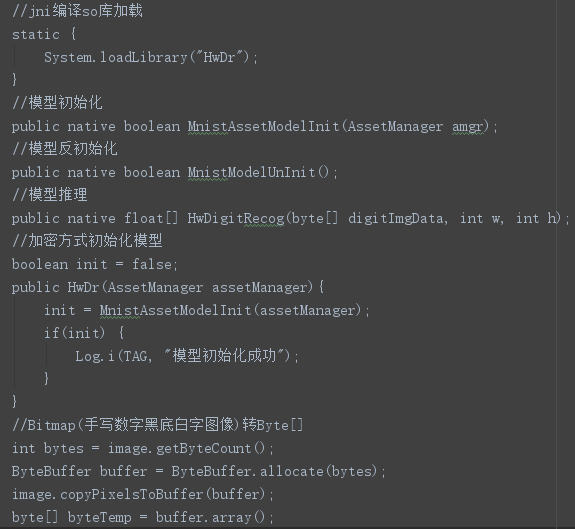 //jni编译so库加载
static {
System.loadLibrary("HwDr");
}
//模型初始化
public native boolean MnistAssetModelInit(AssetManager amgr);
//模型反初始化
public native boolean MnistModelUnInit();
//模型推理
public native float[] HwDigitRecog(byte[] digitImgData, int w, int h);
//加密方式初始化模型
boolean init = false;
public HwDr(AssetManager assetManager){
init = MnistAssetModelInit(assetManager);
if(init) {
Log.i(TAG, "模型初始化成功");
}
}
//Bitmap(手写数字黑底白字图像)转Byte[]
int bytes = image.getByteCount();
ByteBuffer buffer = ByteBuffer.allocate(bytes);
image.copyPixelsToBuffer(buffer);
byte[] byteTemp = buffer.array();